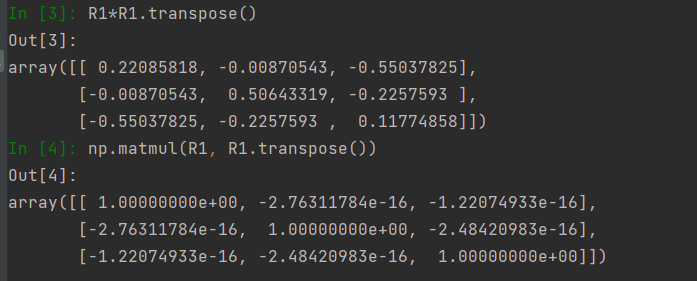 In [3]: R1*R1.transpose()
Out[3]:
array([[ 0.22085818, -0.00870543, -0.55037825],
       [-0.00870543,  0.50643319, -0.2257593 ],
       [-0.55037825, -0.2257593 ,  0.11774858]])
In [4]: np.matmul(R1, R1.transpose())
Out[4]:
array([[ 1.00000000e+00, -2.76311784e-16, -1.22074933e-16],
       [-2.76311784e-16,  1.00000000e+00, -2.48420983e-16],
       [-1.22074933e-16, -2.48420983e-16,  1.00000000e+00]])